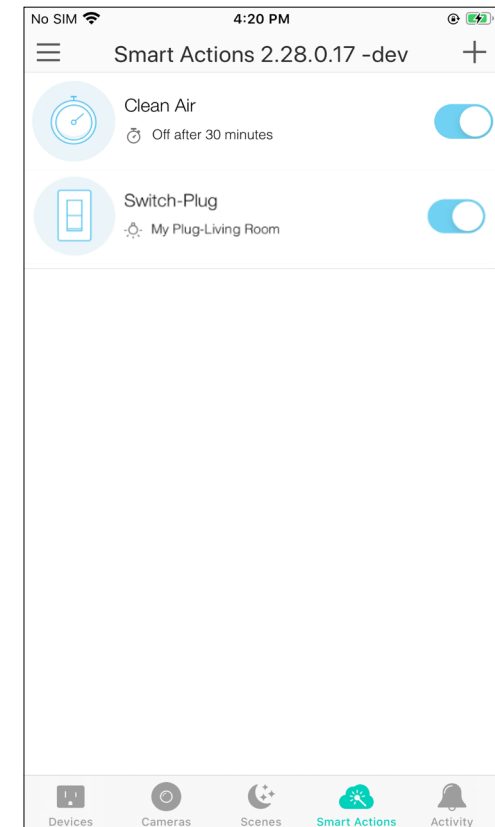 No SIM 4:20 PM
Smart Actions 2.28.0.17 -dev
Clean Air
Off after 30 minutes
Switch-Plug
My Plug-Living Room
Devices Cameras Scenes Smart Actions Activity